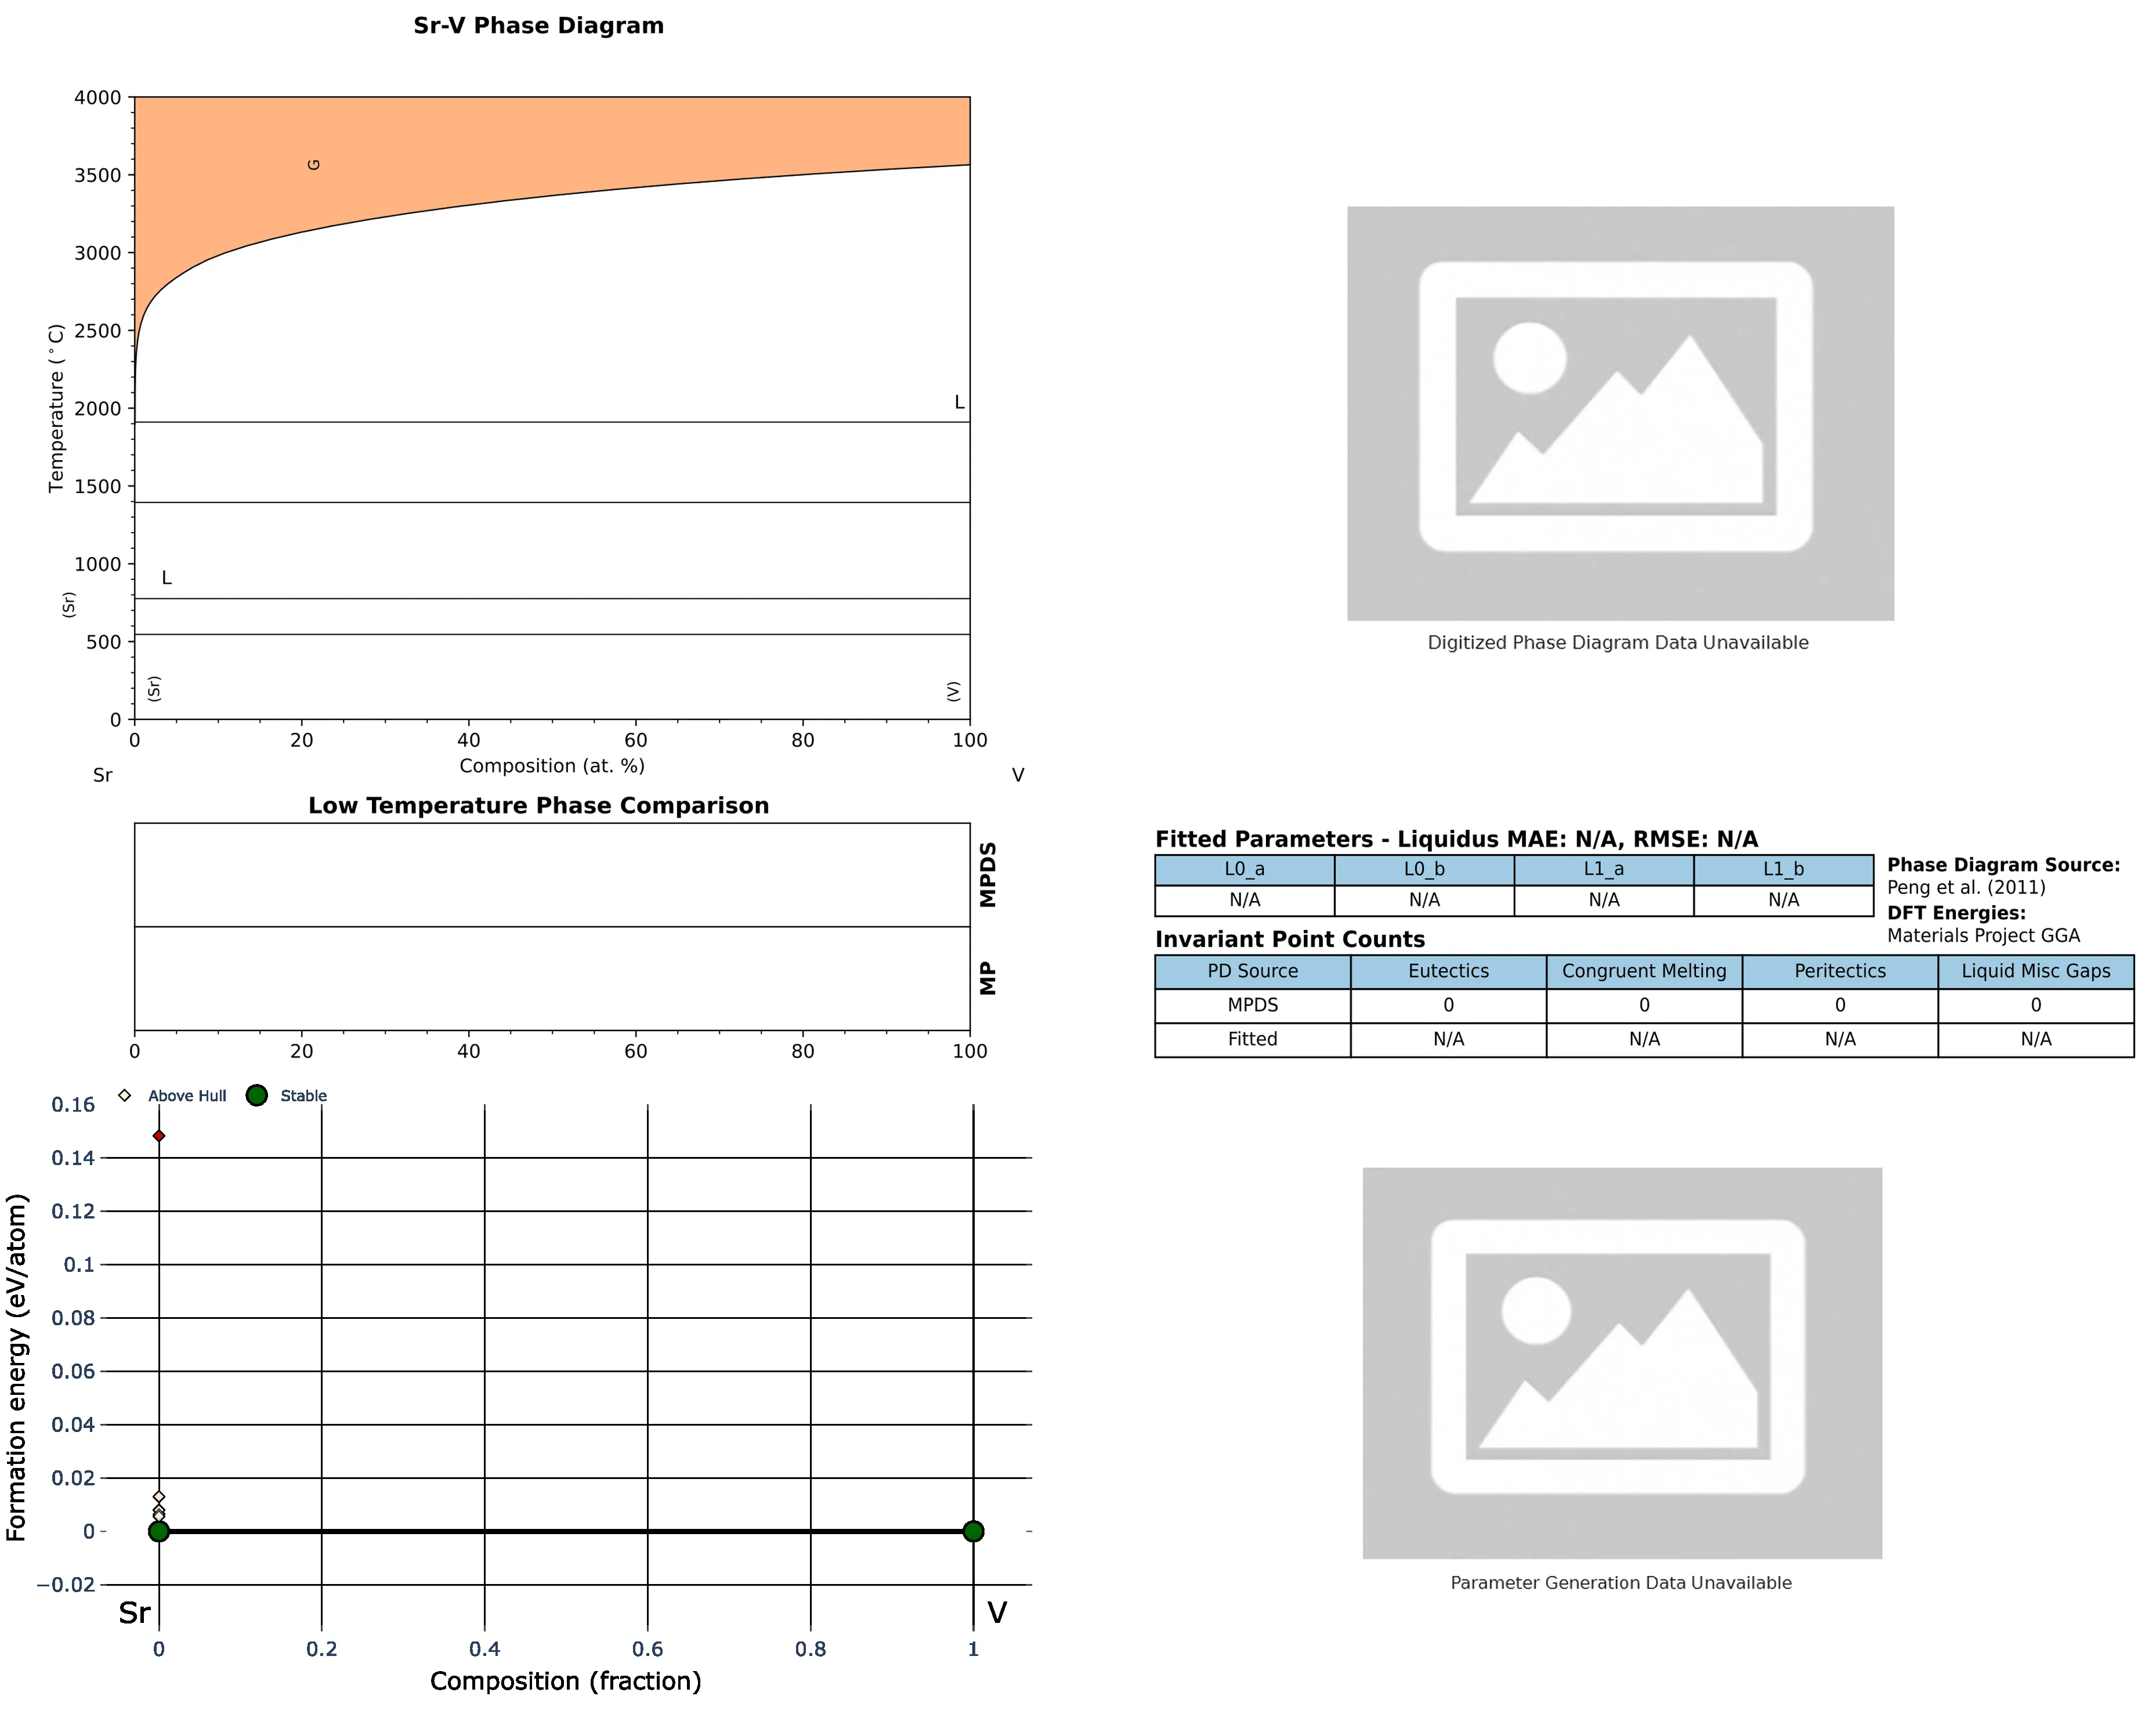 Sr-V Phase Diagram
4000
3500
3000
2500
2000
1500
1000
500
0
Temperature (°C)
G
L
L
(Sr)
(Sr)
(V)
0 20 40 60 80 100
Composition (at. %)
Sr V
Digitized Phase Diagram Data Unavailable
Low Temperature Phase Comparison
MPDS
MP
0 20 40 60 80 100
Fitted Parameters - Liquidus MAE: N/A, RMSE: N/A
L0_a L0_b L1_a L1_b
N/A N/A N/A N/A
Phase Diagram Source:
Peng et al. (2011)
DFT Energies:
Materials Project GGA
Invariant Point Counts
PD Source Eutectics Congruent Melting Peritectics Liquid Misc Gaps
MPDS 0 0 0 0
Fitted N/A N/A N/A N/A
Above Hull Stable
0.16
0.14
0.12
0.1
0.08
0.06
0.04
0.02
0
−0.02
Formation energy (eV/atom)
Sr V
0 0.2 0.4 0.6 0.8 1
Composition (fraction)
Parameter Generation Data Unavailable